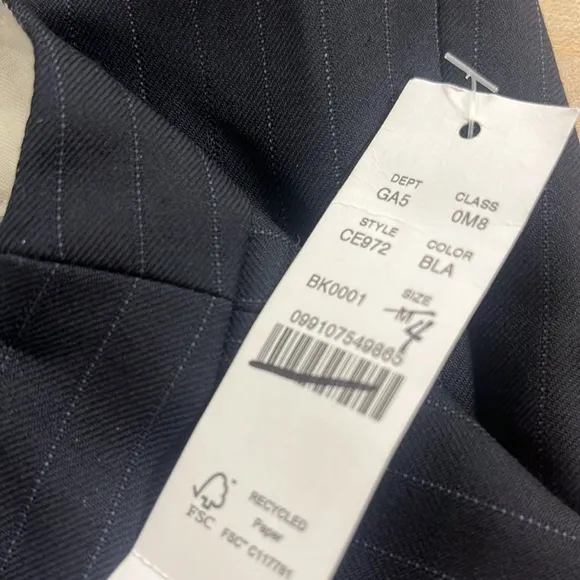 DEPT CLASS
GA5 0M8
STYLE COLOR
CE972 BLA
BK0001 SIZE
M 4
099107549865
FSC
RECYCLED
Paper
FSC® C117781